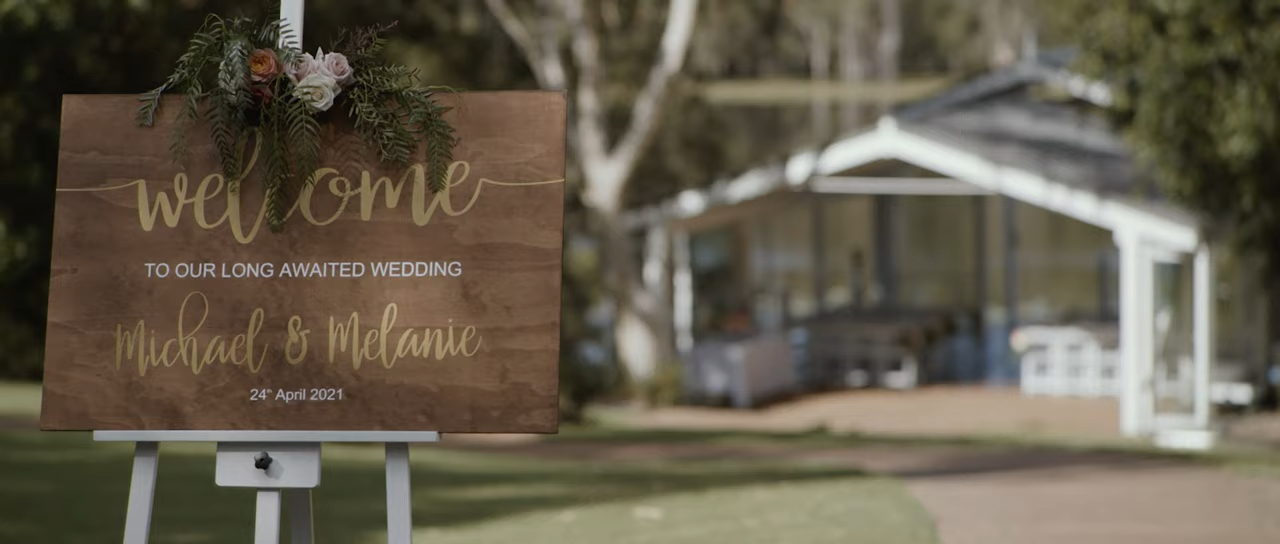 welcome
TO OUR LONG AWAITED WEDDING
Michael & Melanie
24th April 2021